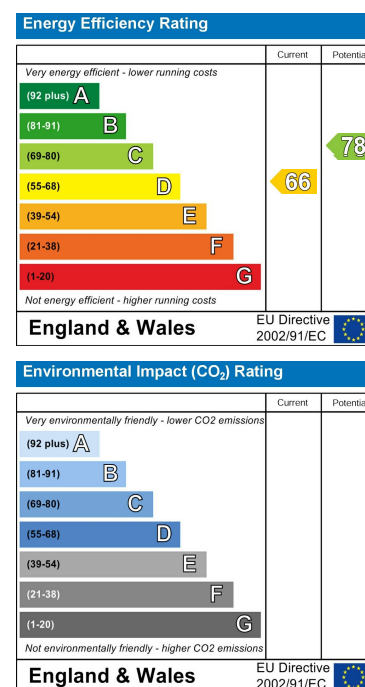 Energy Efficiency Rating
Current Potentia
Very energy efficient - lower running costs
(92 plus) A
(81-91) B
(69-80) C
78
(55-68) D
66
(39-54) E
(21-38) F
(1-20) G
Not energy efficient - higher running costs
England & Wales
EU Directive
2002/91/EC
Environmental Impact (CO₂) Rating
Current Potentia
Very environmentally friendly - lower CO2 emissions
(92 plus) A
(81-91) B
(69-80) C
(55-68) D
(39-54) E
(21-38) F
(1-20) G
Not environmentally friendly - higher CO2 emissions
England & Wales
EU Directive
2002/91/EC